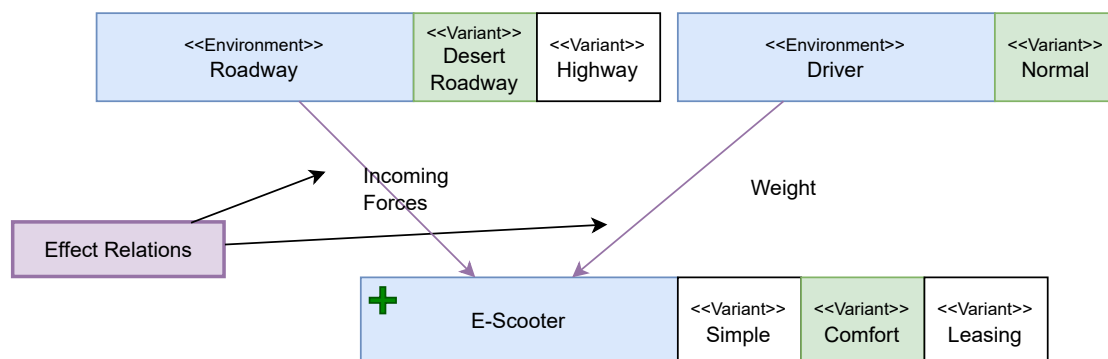 <<Environment>>
Roadway
<<Variant>>
Desert
Roadway
<<Variant>>
Highway
<<Environment>>
Driver
<<Variant>>
Normal
Incoming
Forces
Weight
Effect Relations
E-Scooter
<<Variant>>
Simple
<<Variant>>
Comfort
<<Variant>>
Leasing